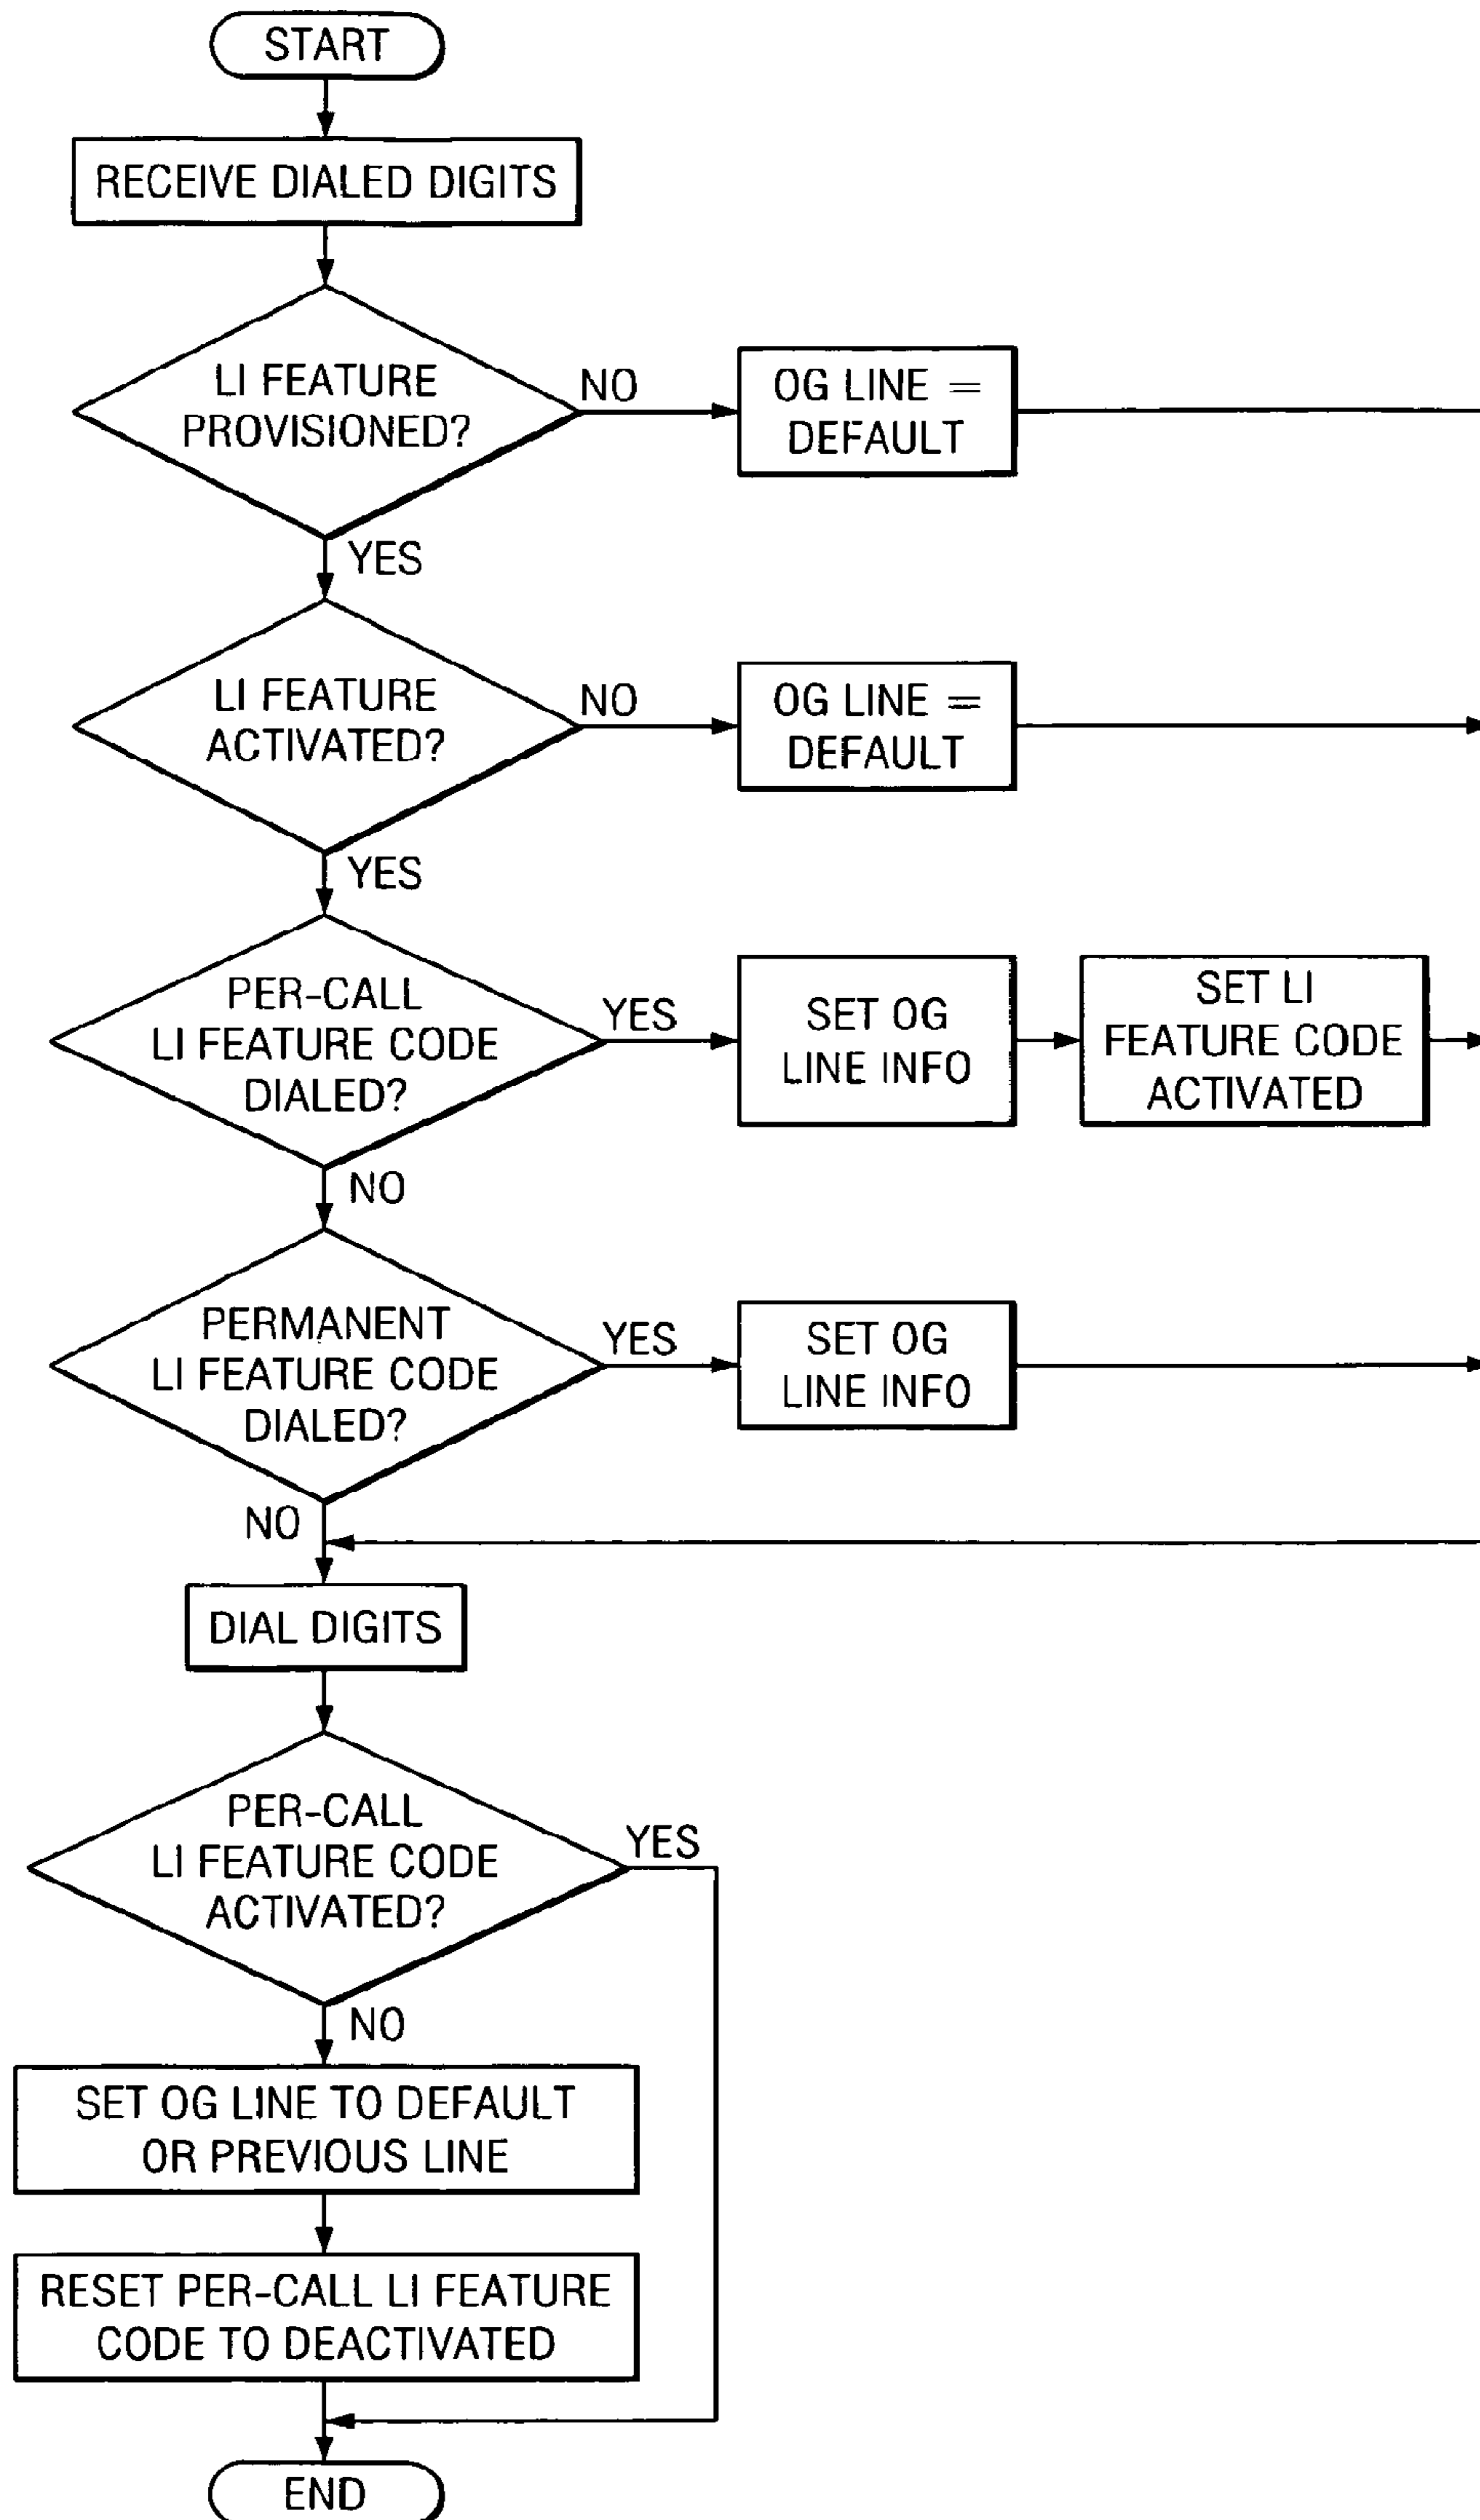 START
RECEIVE DIALED DIGITS
LI FEATURE
PROVISIONED?
NO
OG LINE =
DEFAULT
YES
LI FEATURE
ACTIVATED?
NO
OG LINE =
DEFAULT
YES
PER-CALL
LI FEATURE CODE
DIALED?
YES
SET OG
LINE INFO
SET LI
FEATURE CODE
ACTIVATED
NO
PERMANENT
LI FEATURE CODE
DIALED?
YES
SET OG
LINE INFO
NO
DIAL DIGITS
PER-CALL
LI FEATURE CODE
ACTIVATED?
YES
NO
SET OG LINE TO DEFAULT
OR PREVIOUS LINE
RESET PER-CALL LI FEATURE
CODE TO DEACTIVATED
END